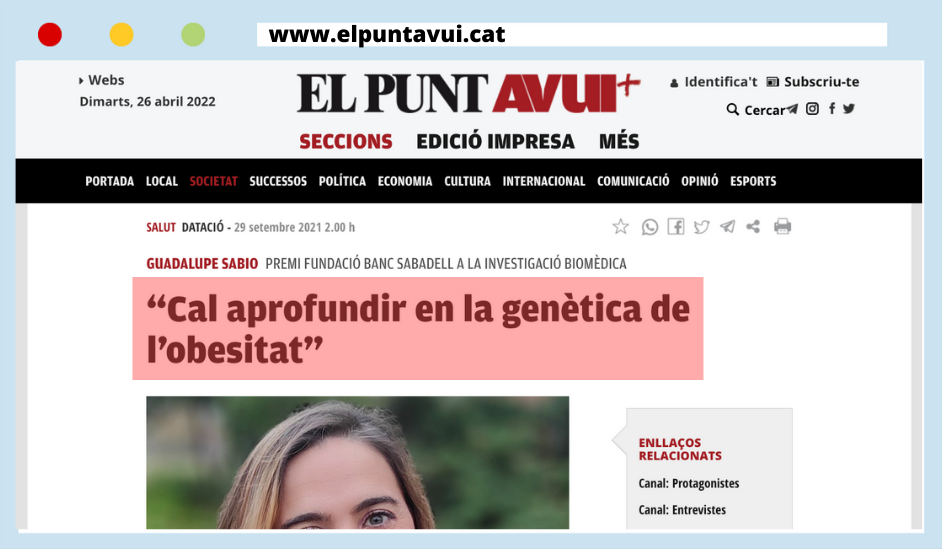 www.elpuntavui.cat
Webs
Dimarts, 26 abril 2022
EL PUNT AVUI+
Identifica't Subscriu-te
Cercar
SECCIONS EDICIÓ IMPRESA MÉS
PORTADA LOCAL SOCIETAT SUCCESSOS POLÍTICA ECONOMIA CULTURA INTERNACIONAL COMUNICACIÓ OPINIÓ ESPORTS
SALUT DATACIÓ - 29 setembre 2021 2.00 h
GUADALUPE SABIO PREMI FUNDACIÓ BANC SABADELL A LA INVESTIGACIÓ BIOMÈDICA
“Cal aprofundir en la genètica de
l’obesitat”
ENLLAÇOS
RELACIONATS
Canal: Protagonistes
Canal: Entrevistes